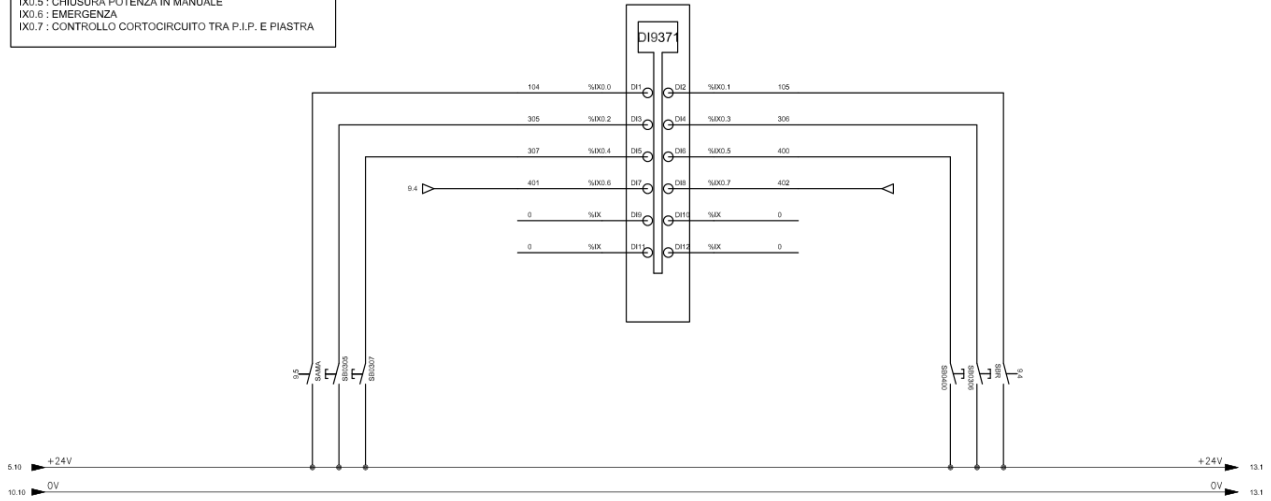 IX0.5 : CHIUSURA POTENZA IN MANUALE
IX0.6 : EMERGENZA
IX0.7 : CONTROLLO CORTOCIRCUITO TRA P.I.P. E PIASTRA
DI9371
104 %IX0.0 DI1 DI2 %IX0.1 105
305 %IX0.2 DI3 DI4 %IX0.3 306
307 %IX0.4 DI5 DI6 %IX0.5 400
9.4 401 %IX0.6 DI7 DI8 %IX0.7 402
0 %IX DI9 DI10 %IX 0
0 %IX DI11 DI12 %IX 0
9.5 SAMA SB0305 SB0307 SB0400 SB0306 SBR 9.4
5.10 +24V +24V 13.1
10.10 0V 0V 13.1